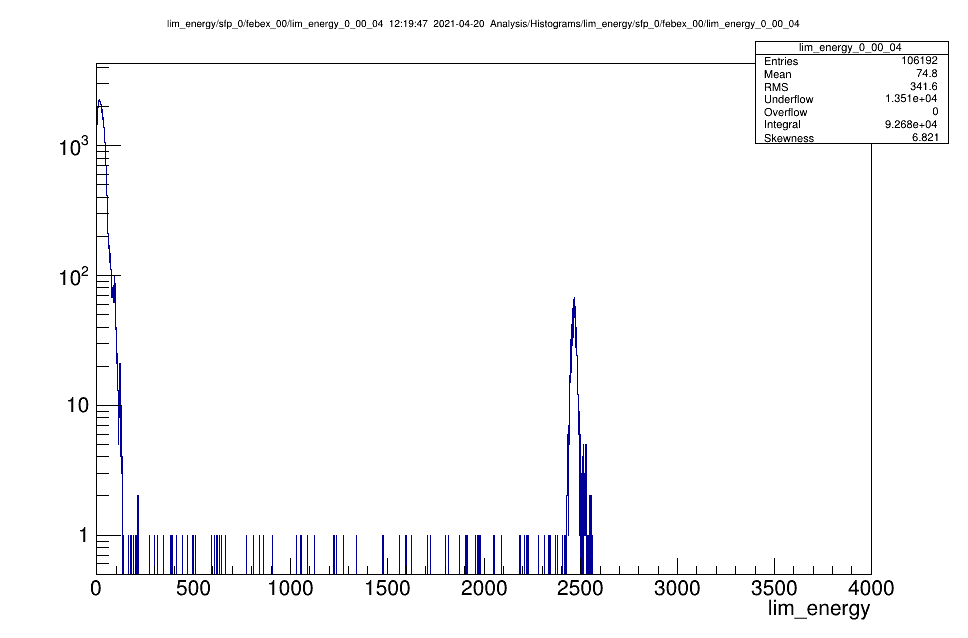 lim_energy/sfp_0/febex_00/lim_energy_0_00_04 12:19:47 2021-04-20 Analysis/Histograms/lim_energy/sfp_0/febex_00/lim_energy_0_00_04
lim_energy_0_00_04
Entries 106192
Mean 74.8
RMS 341.6
Underflow 1.351e+04
Overflow 0
Integral 9.268e+04
Skewness 6.821
10³
10²
10
1
0 500 1000 1500 2000 2500 3000 3500 4000
lim_energy